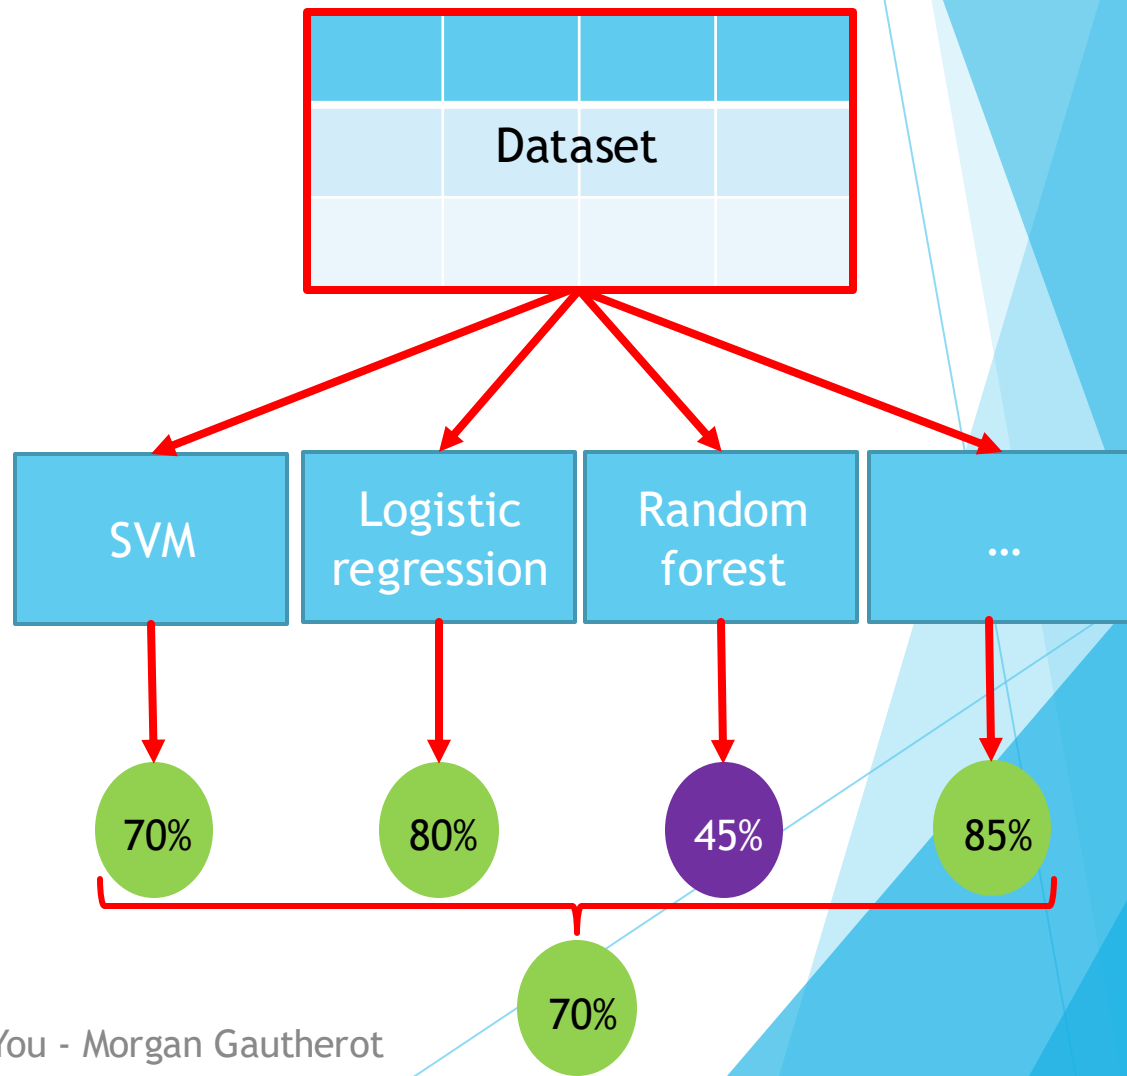 Dataset
SVM
Logistic
regression
Random
forest
...
70%
80%
45%
85%
70%
You - Morgan Gautherot